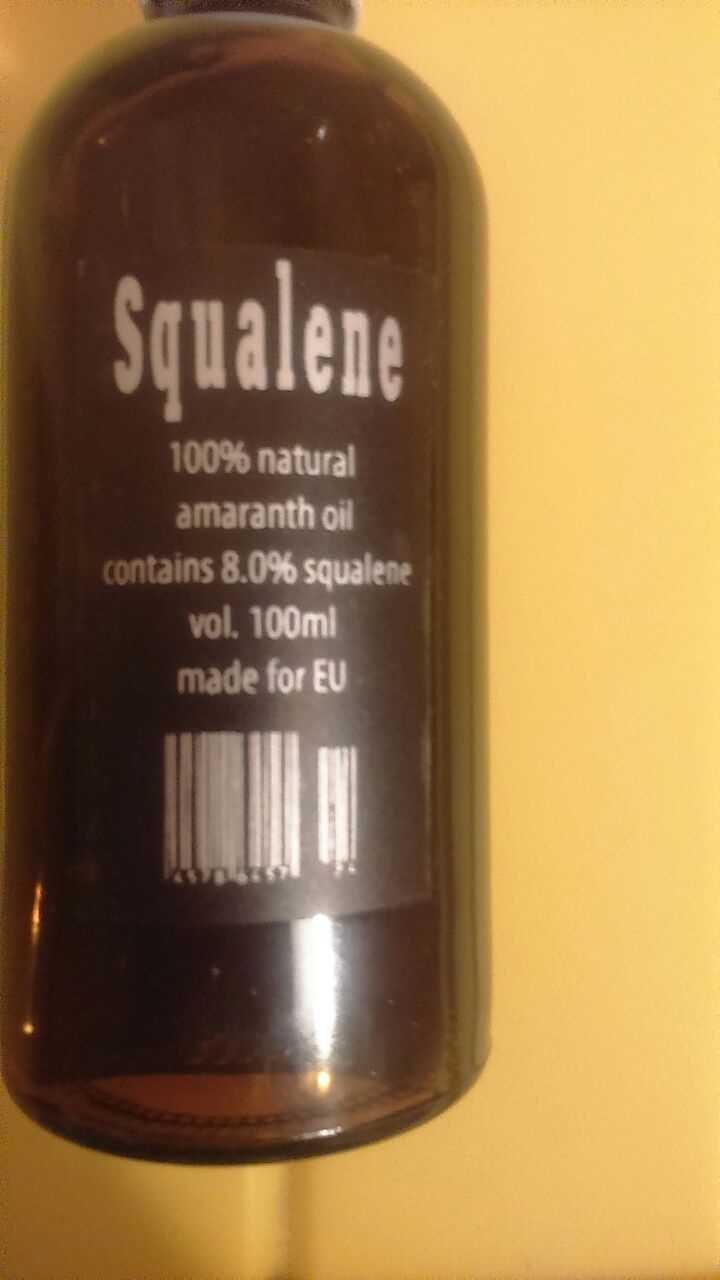 Squalene
100% natural
amaranth oil
contains 8.0% squalene
vol. 100ml
made for EU